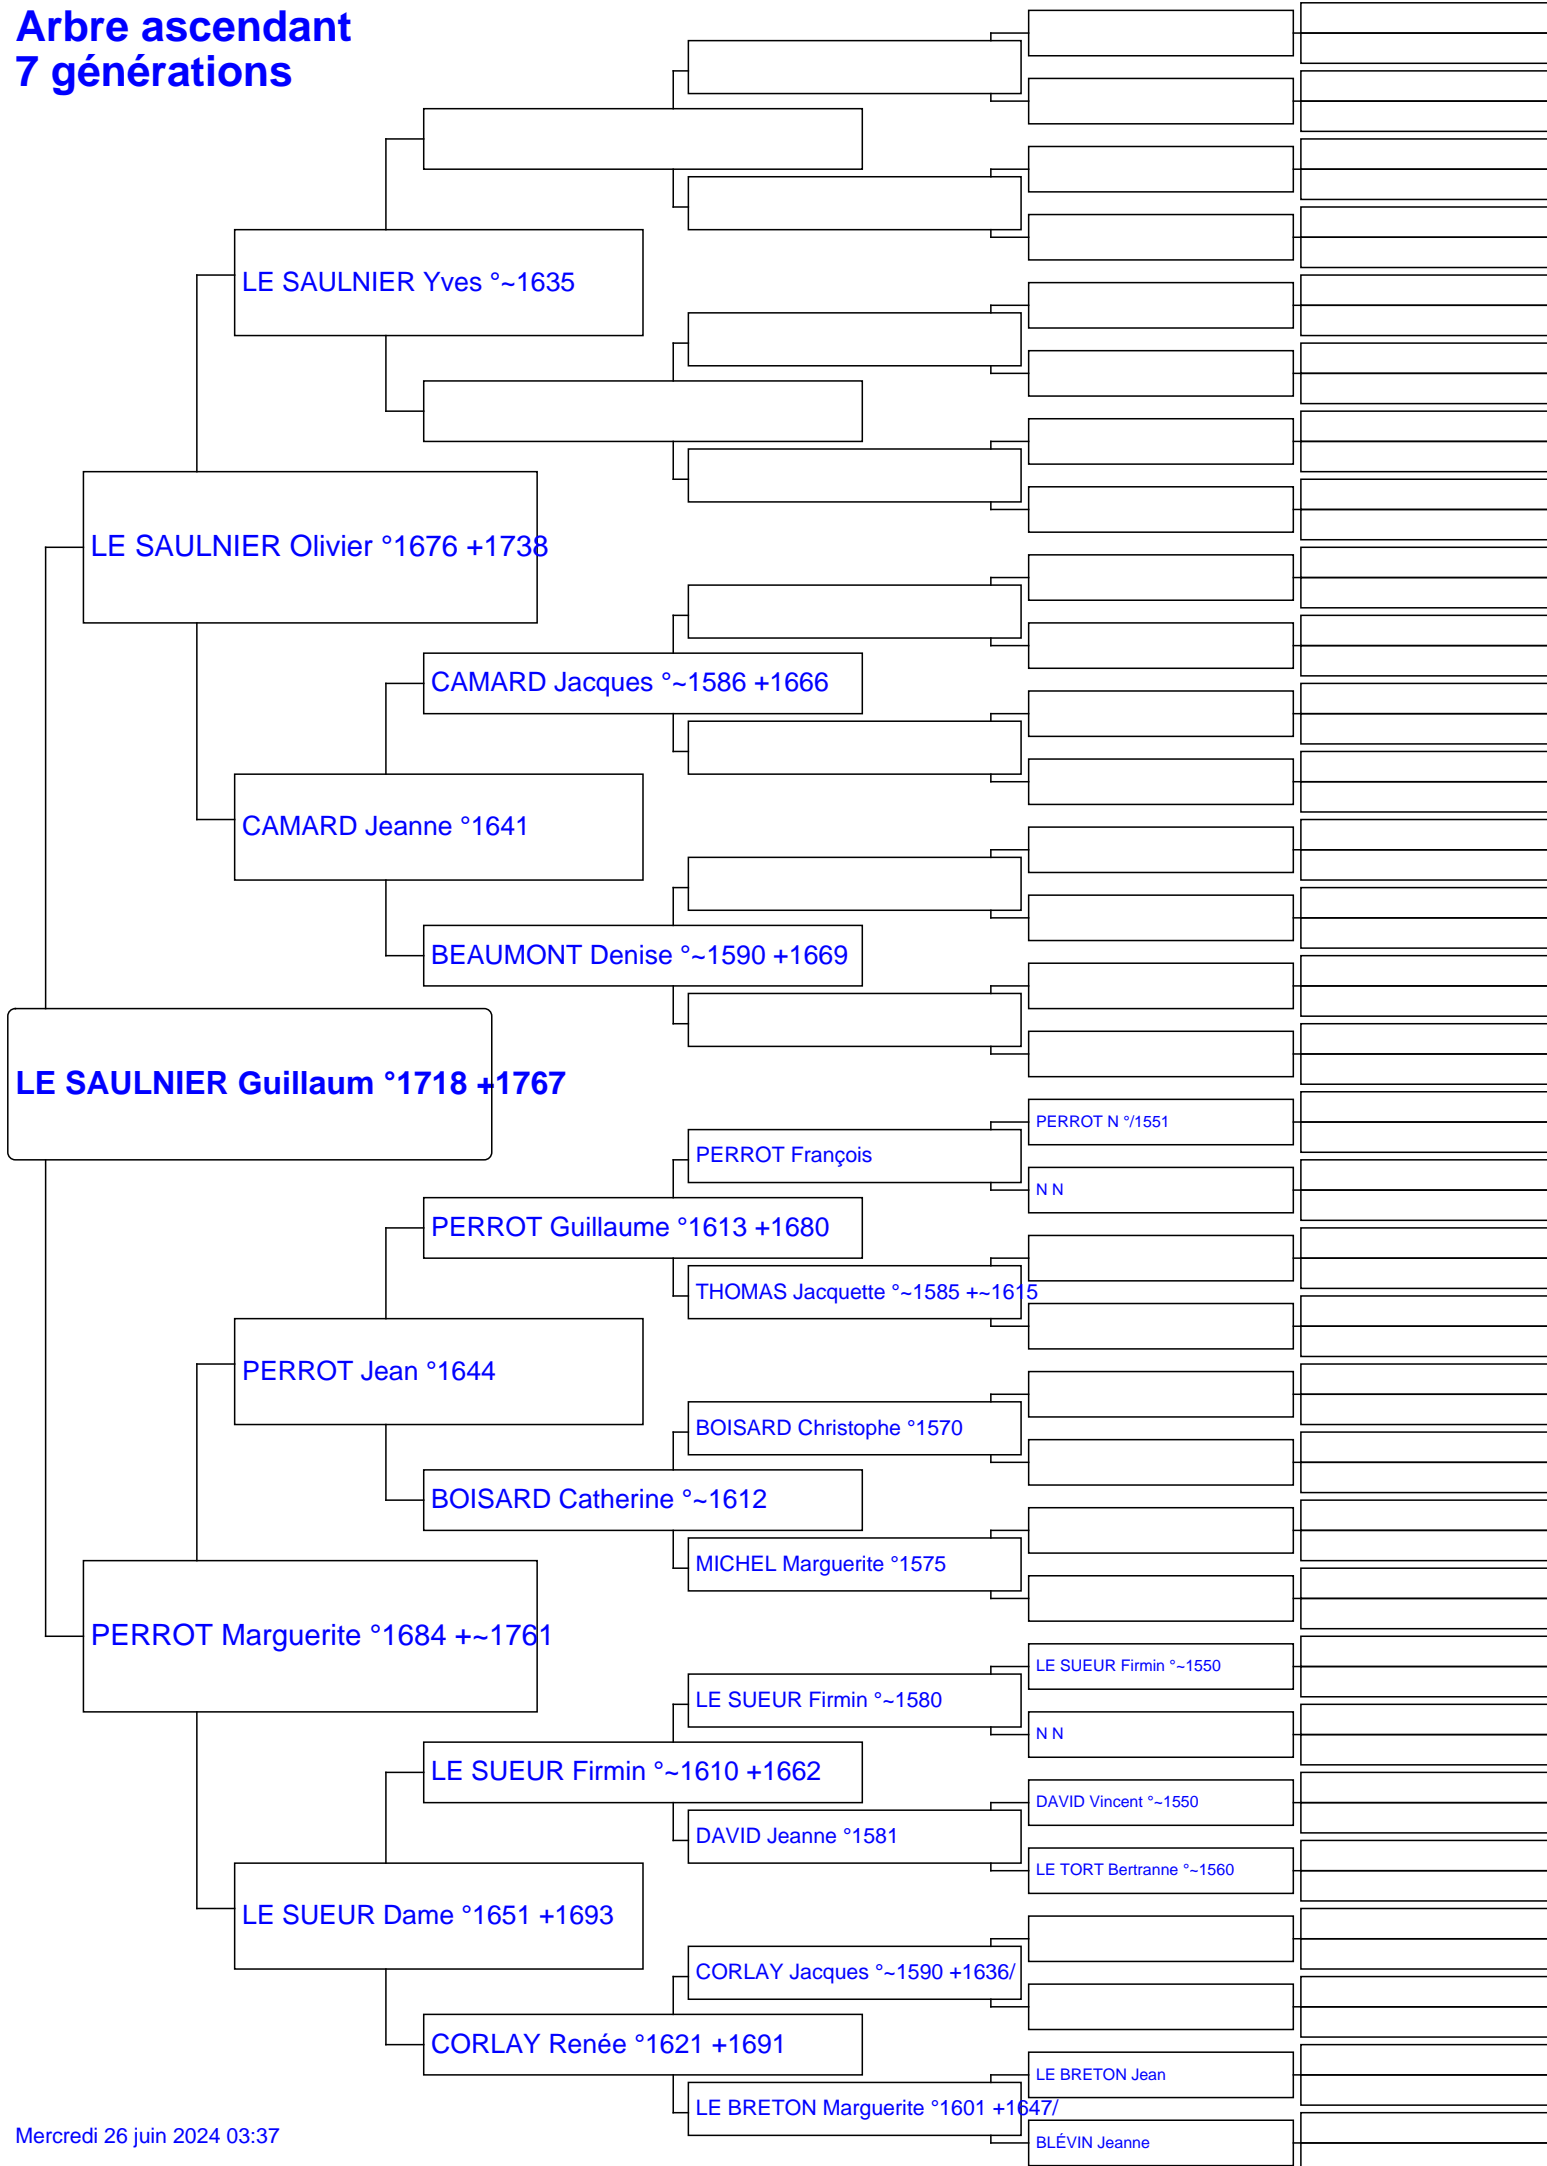 Arbre ascendant
7 générations
LE SAULNIER Yves °~1635
LE SAULNIER Olivier °1676 +1738
CAMARD Jacques °~1586 +1666
CAMARD Jeanne °1641
BEAUMONT Denise °~1590 +1669
LE SAULNIER Guillaum °1718 +1767
PERROT N °/1551
PERROT François
N N
PERROT Guillaume °1613 +1680
THOMAS Jacquette °~1585 +~1615
PERROT Jean °1644
BOISARD Christophe °1570
BOISARD Catherine °~1612
MICHEL Marguerite °1575
PERROT Marguerite °1684 +~1761
LE SUEUR Firmin °~1550
LE SUEUR Firmin °~1580
N N
LE SUEUR Firmin °~1610 +1662
DAVID Vincent °~1550
DAVID Jeanne °1581
LE TORT Bertranne °~1560
LE SUEUR Dame °1651 +1693
CORLAY Jacques °~1590 +1636/
CORLAY Renée °1621 +1691
LE BRETON Jean
LE BRETON Marguerite °1601 +1647/
BLÉVIN Jeanne
Mercredi 26 juin 2024 03:37